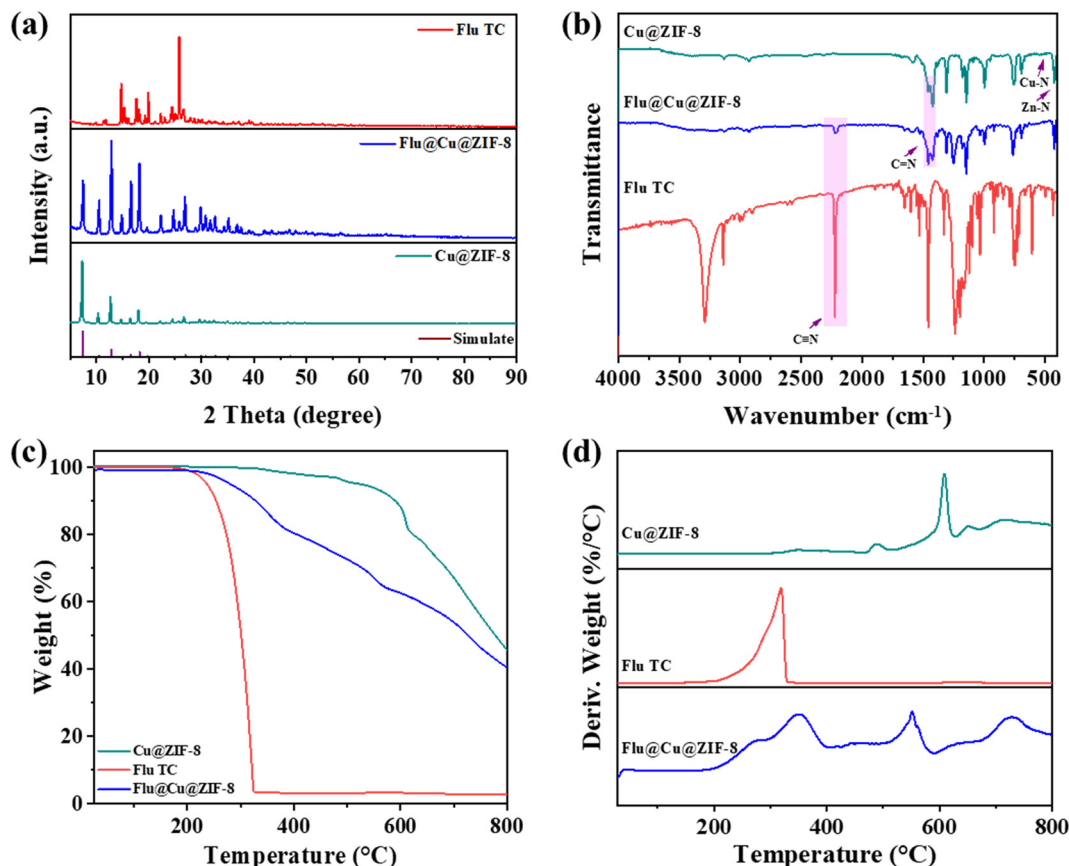 (a)
Flu TC
Flu@Cu@ZIF-8
Cu@ZIF-8
Simulate
Intensity (a.u.)
10 20 30 40 50 60 70 80 90
2 Theta (degree)
(b)
Cu@ZIF-8
Cu-N
Zn-N
Flu@Cu@ZIF-8
C=N
Flu TC
C≡N
Transmittance
4000 3500 3000 2500 2000 1500 1000 500
Wavenumber (cm⁻¹)
(c)
100
80
60
40
20
0
Weight (%)
Cu@ZIF-8
Flu TC
Flu@Cu@ZIF-8
200 400 600 800
Temperature (°C)
(d)
Cu@ZIF-8
Flu TC
Flu@Cu@ZIF-8
Deriv. Weight (%/°C)
200 400 600 800
Temperature (°C)